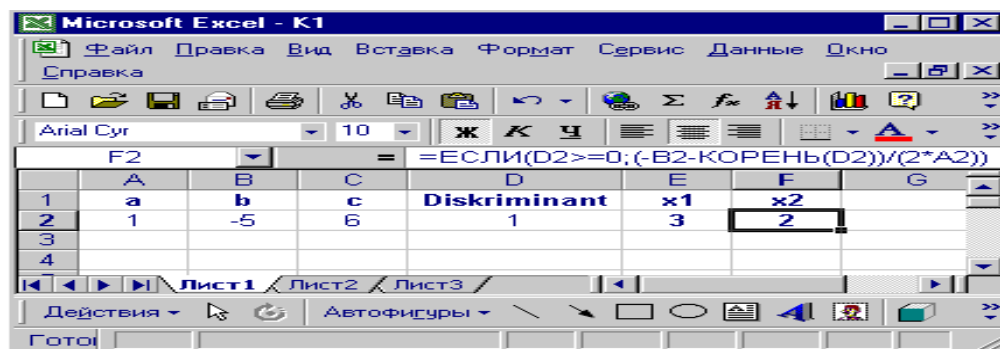 Microsoft Excel - K1
Файл Правка Вид Вставка Формат Сервис Данные Окно
Справка
Σ fx А Я
Arial Cyr 10 Ж К Ч А
F2 = =ЕСЛИ(D2>=0;(-B2-КОРЕНЬ(D2))/(2*A2))
A B C D E F G
1 a b c Diskriminant x1 x2
2 1 -5 6 1 3 2
3
4
Лист1 Лист2 Лист3
Действия Автофигуры